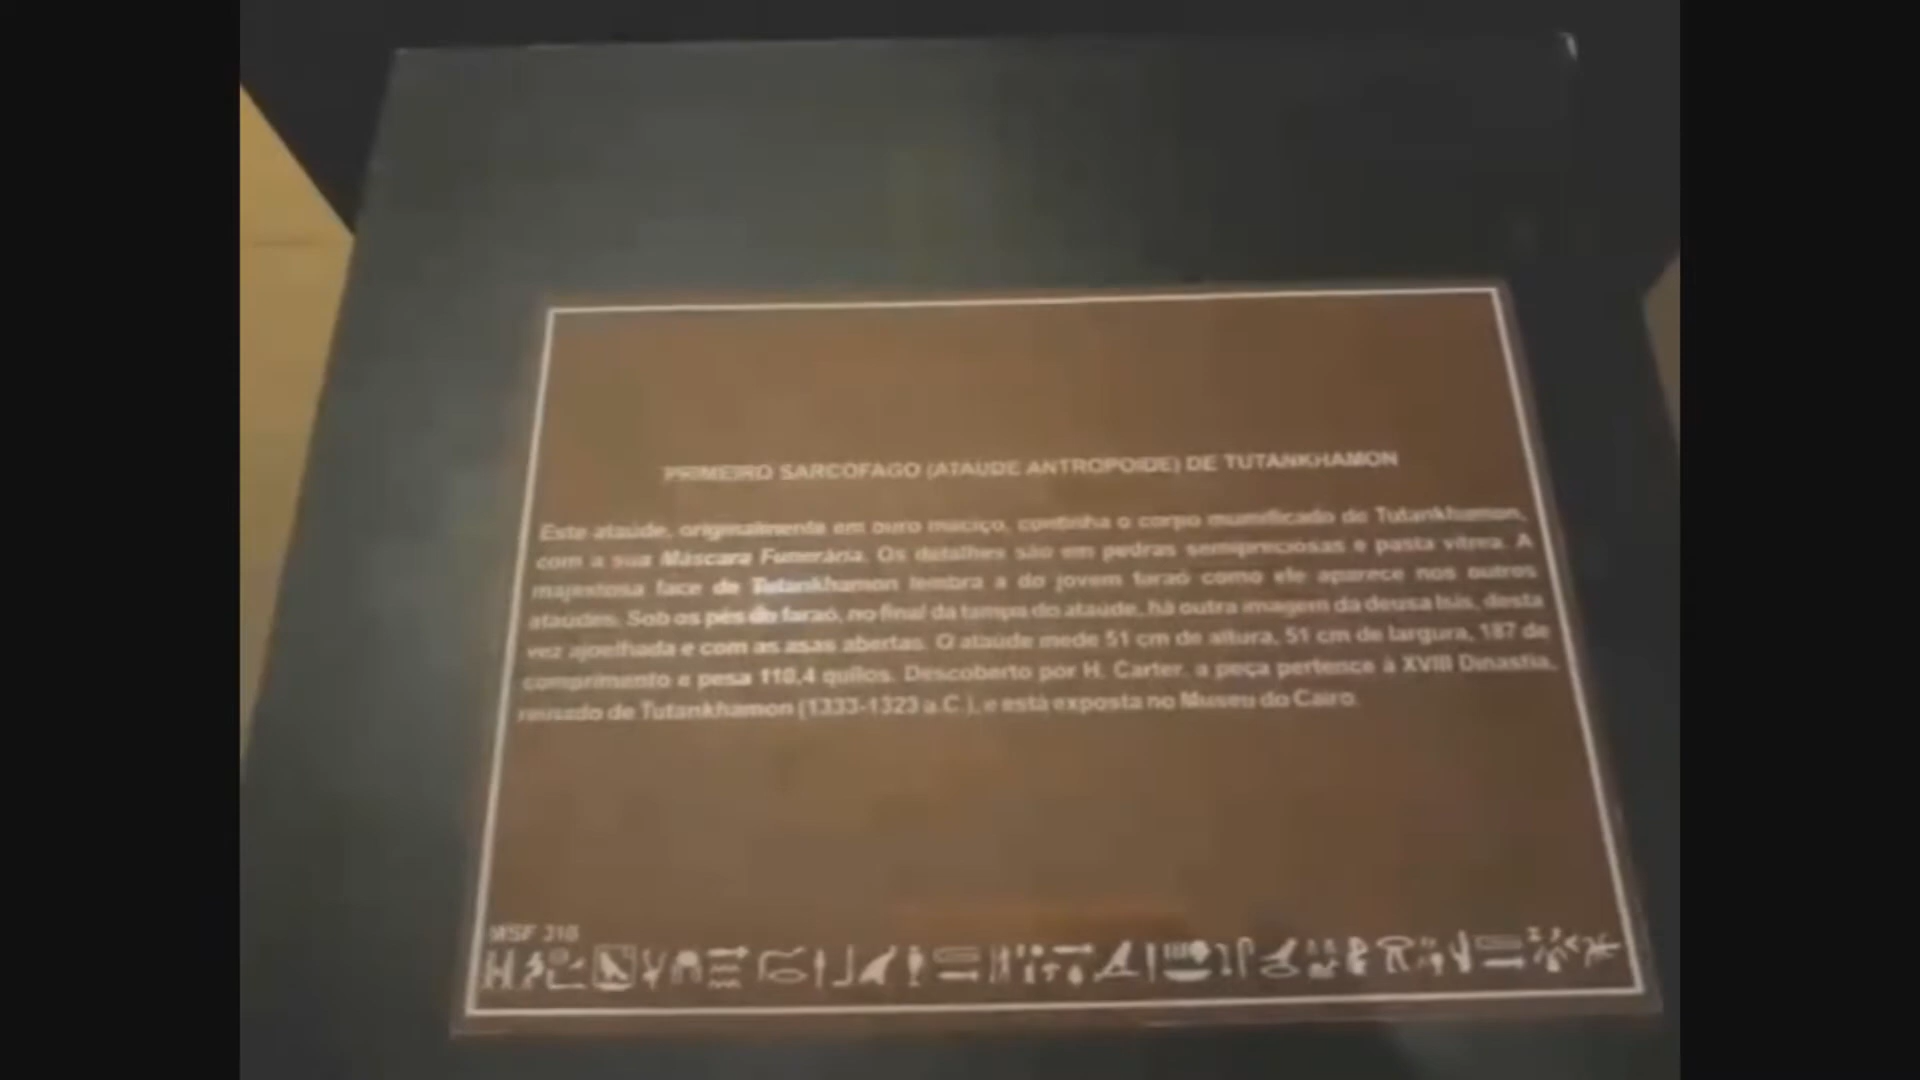 PRIMEIRO SARCÓFAGO (ATAÚDE ANTROPOIDE) DE TUTANKHAMON
Este ataúde, originalmente em ouro maciço, continha o corpo mumificado de Tutankhamon,
com a sua Máscara Funerária. Os detalhes são em pedras semipreciosas e pasta vítrea. A
majestosa face de Tutankhamon lembra a do jovem faraó como ele aparece nos outros
ataúdes. Sob os pés do faraó, no final da tampa do ataúde, há outra imagem da deusa Ísis, desta
vez ajoelhada e com as asas abertas. O ataúde mede 51 cm de altura, 51 cm de largura, 187 de
comprimento e pesa 110,4 quilos. Descoberto por H. Carter, a peça pertence à XVIII Dinastia,
reinado de Tutankhamon (1333-1323 a.C.), e está exposta no Museu do Cairo.
MSF